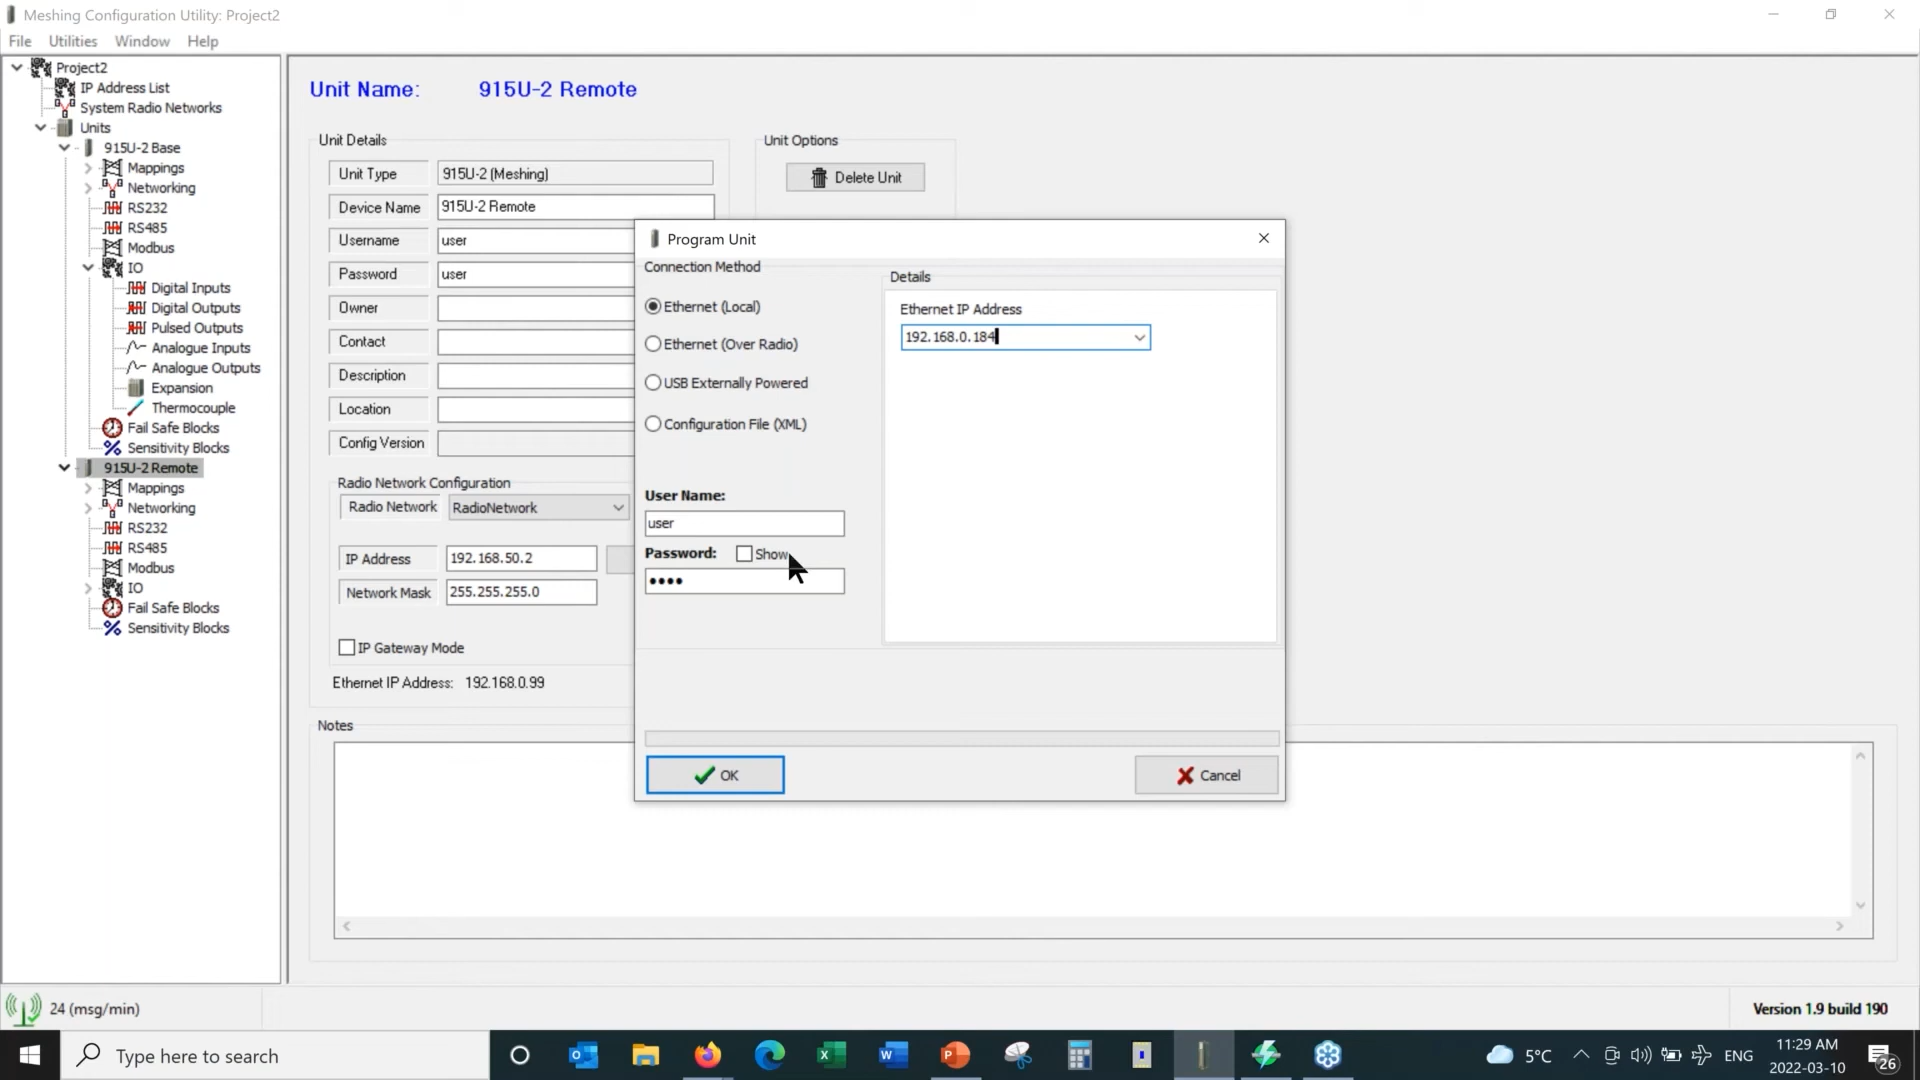 Meshing Configuration Utility: Project2
File Utilities Window Help
Project2
IP Address List
System Radio Networks
Units
915U-2 Base
Mappings
Networking
RS232
RS485
Modbus
IO
Digital Inputs
Digital Outputs
Pulsed Outputs
Analogue Inputs
Analogue Outputs
Expansion
Thermocouple
Fail Safe Blocks
Sensitivity Blocks
915U-2 Remote
Mappings
Networking
RS232
RS485
Modbus
IO
Fail Safe Blocks
Sensitivity Blocks
Unit Name: 915U-2 Remote
Unit Details
Unit Type 915U-2 (Meshing)
Device Name 915U-2 Remote
Username user
Password user
Owner
Contact
Description
Location
Config Version
Radio Network Configuration
Radio Network RadioNetwork
IP Address 192.168.50.2
Network Mask 255.255.255.0
IP Gateway Mode
Ethernet IP Address: 192.168.0.99
Notes
Unit Options
Delete Unit
Program Unit
Connection Method
Ethernet (Local)
Ethernet (Over Radio)
USB Externally Powered
Configuration File (XML)
User Name:
user
Password: Show
••••
Details
Ethernet IP Address
192.168.0.184
OK
Cancel
24 (msg/min)
Version 1.9 build 190
Type here to search
5°C
ENG
11:29 AM
2022-03-10
26